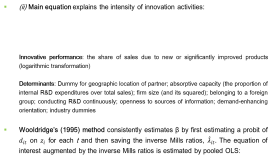 ▪ (ii) Main equation explains the intensity of innovation activities:
Innovative performance: the share of sales due to new or significantly improved products
(logarithmic transformation)
Determinants: Dummy for geographic location of partner; absorptive capacity (the proportion of
internal R&D expenditures over total sales); firm size (and its squared); belonging to a foreign
group; conducting R&D continuously; openness to sources of information; demand-enhancing
orientation; industry dummies
▪ Wooldridge's (1995) method consistently estimates β by first estimating a probit of
dᵢₜ on zᵢ for each t and then saving the inverse Mills ratios, λ̂ᵢₜ. The equation of
interest augmented by the inverse Mills ratios is estimated by pooled OLS: